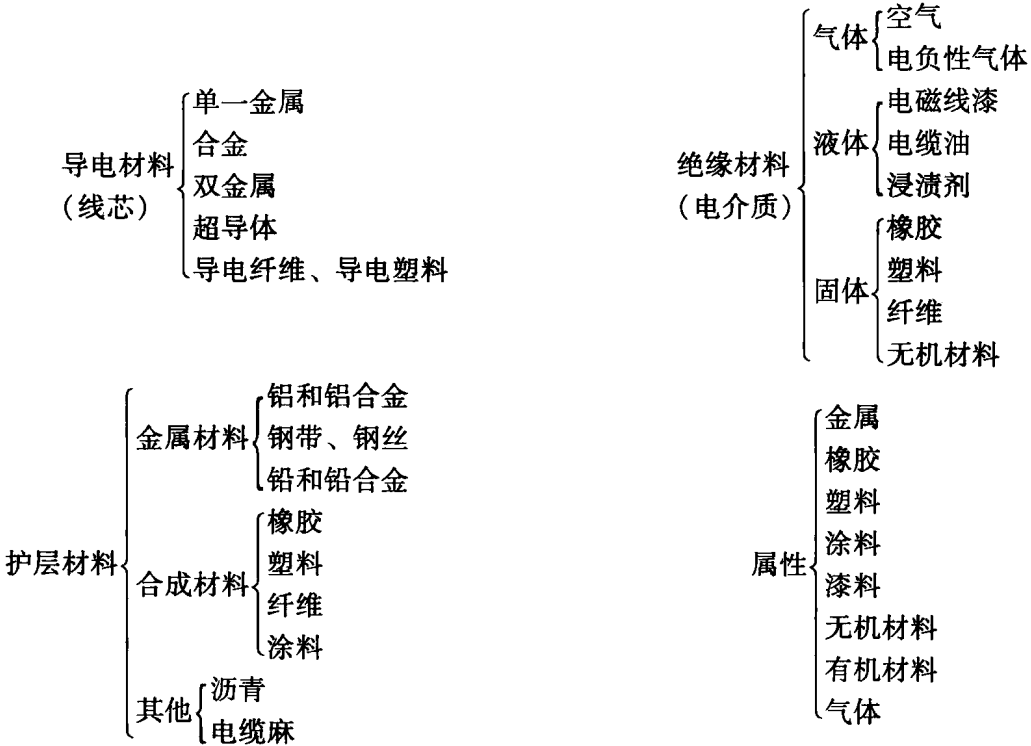 导电材料
(线芯)
单一金属
合金
双金属
超导体
导电纤维、导电塑料
绝缘材料
(电介质)
气体
空气
电负性气体
液体
电磁线漆
电缆油
浸渍剂
固体
橡胶
塑料
纤维
无机材料
护层材料
金属材料
铝和铝合金
钢带、钢丝
铅和铅合金
合成材料
橡胶
塑料
纤维
涂料
其他
沥青
电缆麻
属性
金属
橡胶
塑料
涂料
漆料
无机材料
有机材料
气体